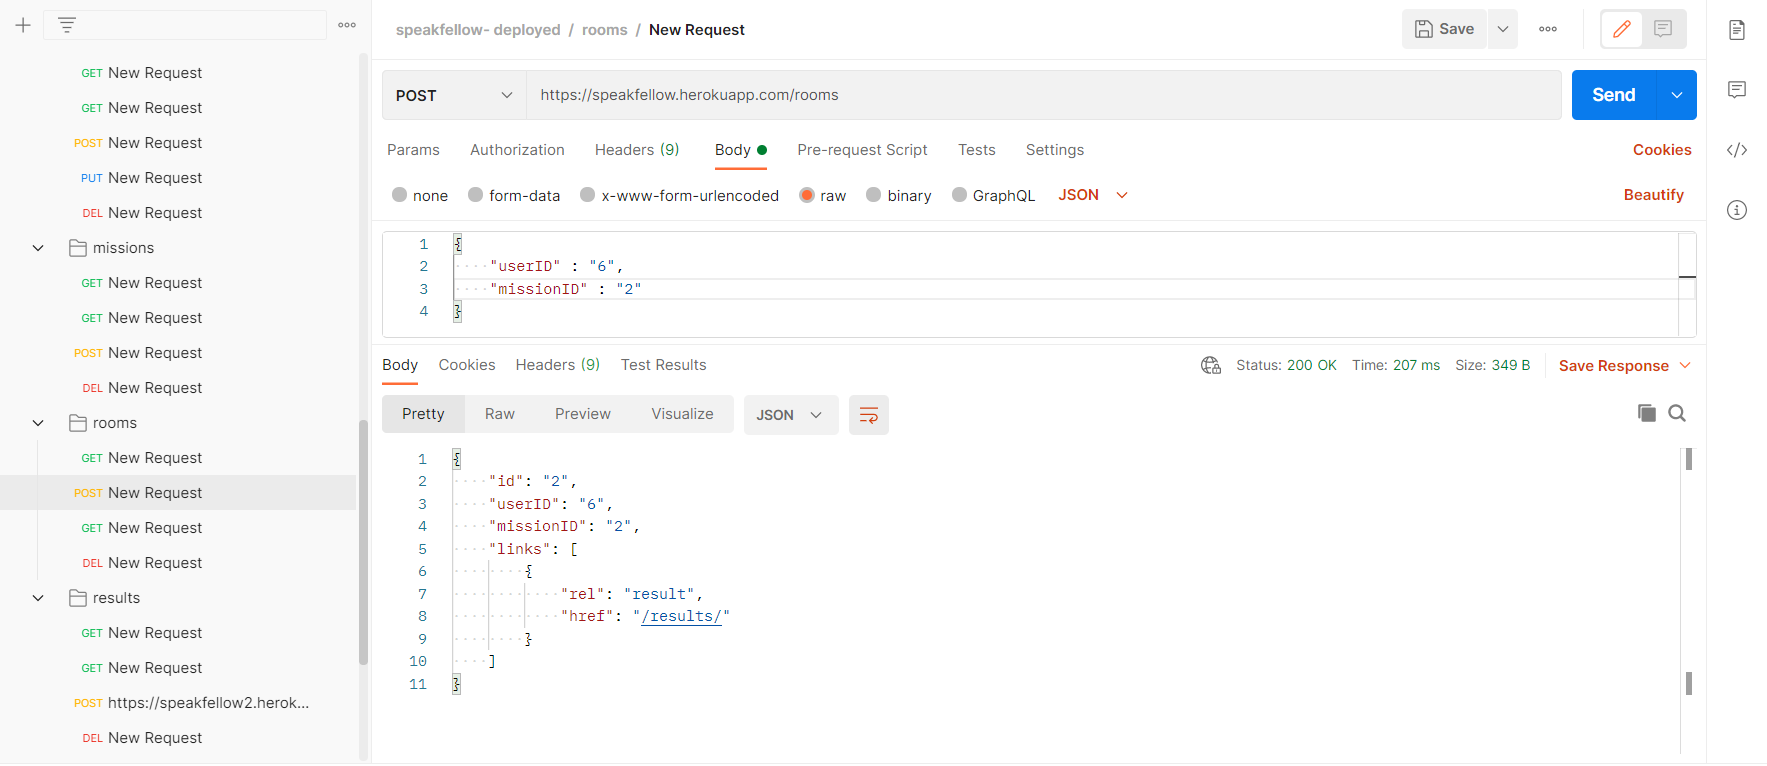 speakfellow- deployed / rooms / New Request
Save
GET New Request
GET New Request
POST New Request
PUT New Request
DEL New Request
missions
GET New Request
GET New Request
POST New Request
DEL New Request
rooms
GET New Request
POST New Request
GET New Request
DEL New Request
results
GET New Request
GET New Request
POST https://speakfellow2.herok...
DEL New Request
POST https://speakfellow.herokuapp.com/rooms Send
Params Authorization Headers (9) Body Pre-request Script Tests Settings Cookies
none form-data x-www-form-urlencoded raw binary GraphQL JSON Beautify
1 {
2 "userID" : "6",
3 "missionID" : "2"
4 }
Body Cookies Headers (9) Test Results Status: 200 OK Time: 207 ms Size: 349 B Save Response
Pretty Raw Preview Visualize JSON
1 {
2 "id": "2",
3 "userID": "6",
4 "missionID": "2",
5 "links": [
6 {
7 "rel": "result",
8 "href": "/results/"
9 }
10 ]
11 }